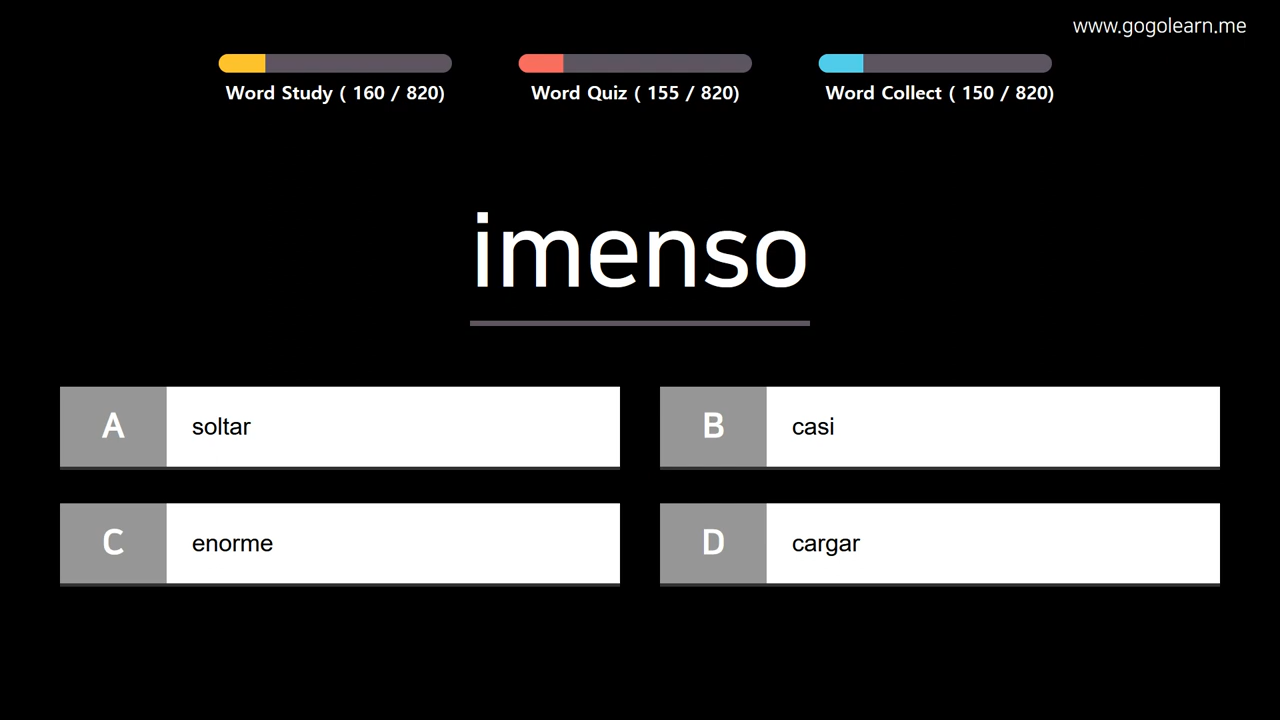 www.gogolearn.me
Word Study ( 160 / 820)
Word Quiz ( 155 / 820)
Word Collect ( 150 / 820)
imenso
A soltar
B casi
C enorme
D cargar